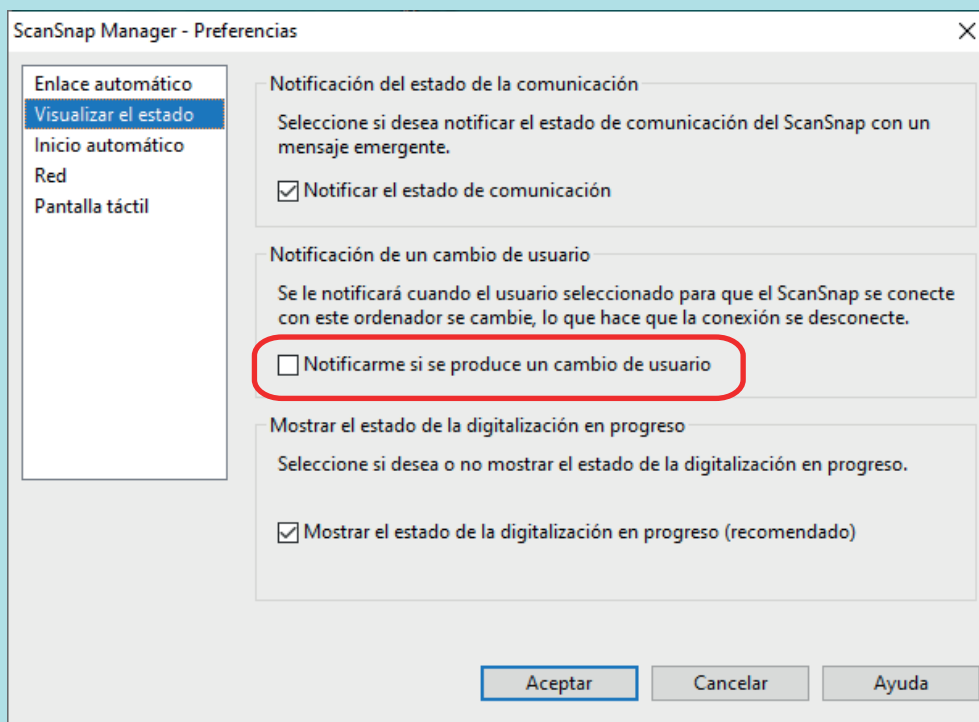 ScanSnap Manager - Preferencias
Enlace automático
Visualizar el estado
Inicio automático
Red
Pantalla táctil
Notificación del estado de la comunicación
Seleccione si desea notificar el estado de comunicación del ScanSnap con un
mensaje emergente.
Notificar el estado de comunicación
Notificación de un cambio de usuario
Se le notificará cuando el usuario seleccionado para que el ScanSnap se conecte
con este ordenador se cambie, lo que hace que la conexión se desconecte.
Notificarme si se produce un cambio de usuario
Mostrar el estado de la digitalización en progreso
Seleccione si desea o no mostrar el estado de la digitalización en progreso.
Mostrar el estado de la digitalización en progreso (recomendado)
Aceptar
Cancelar
Ayuda